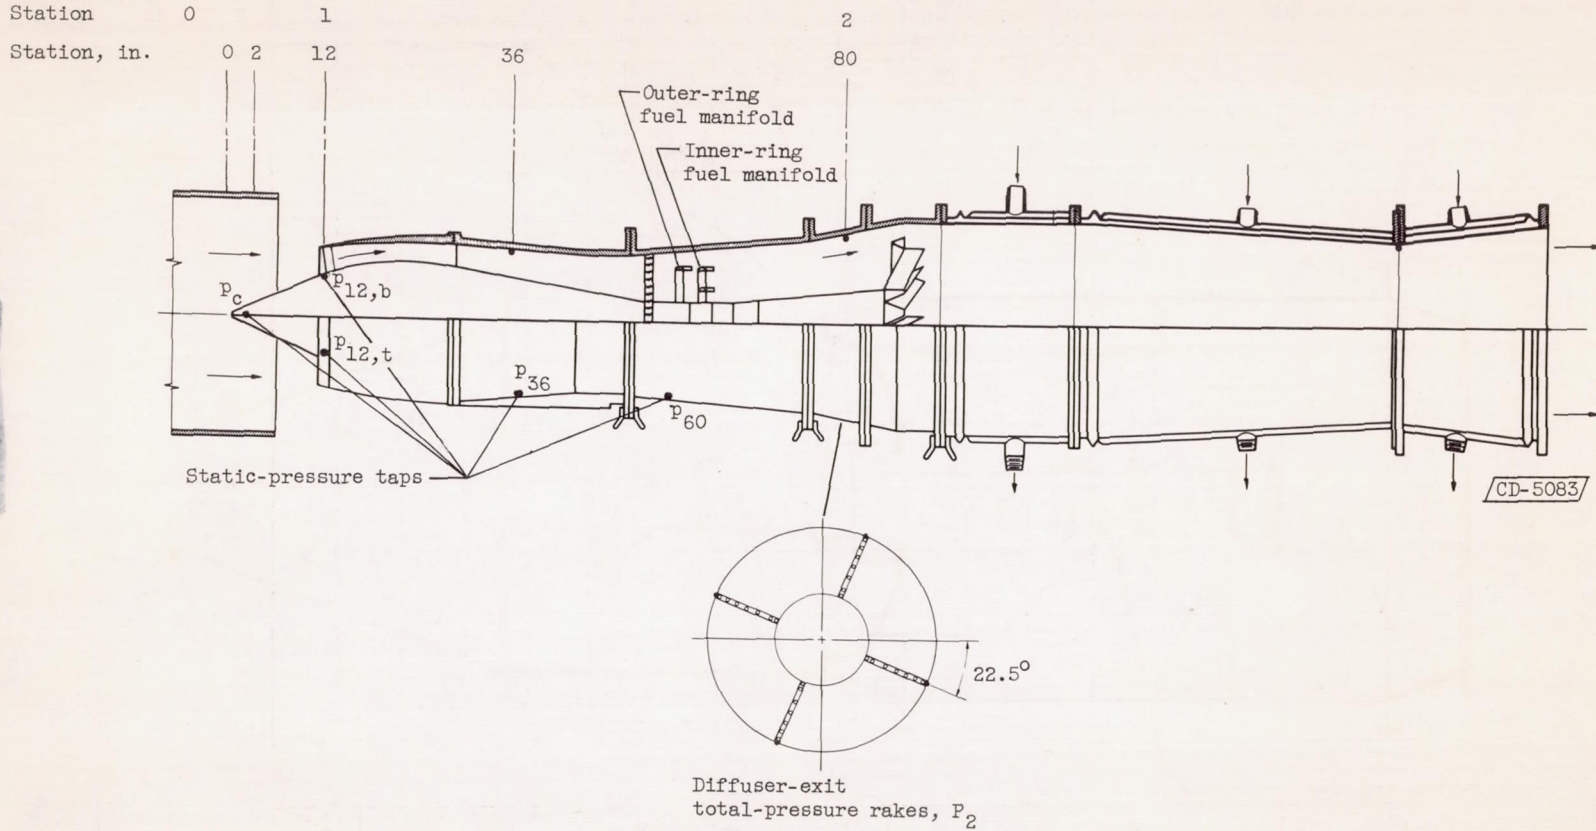 Station 0 1 2
Station, in. 0 2 12 36 80
Outer-ring
fuel manifold
Inner-ring
fuel manifold
p_c
p_12,b
p_12,t
p_36
p_60
Static-pressure taps
CD-5083
22.5°
Diffuser-exit
total-pressure rakes, P_2